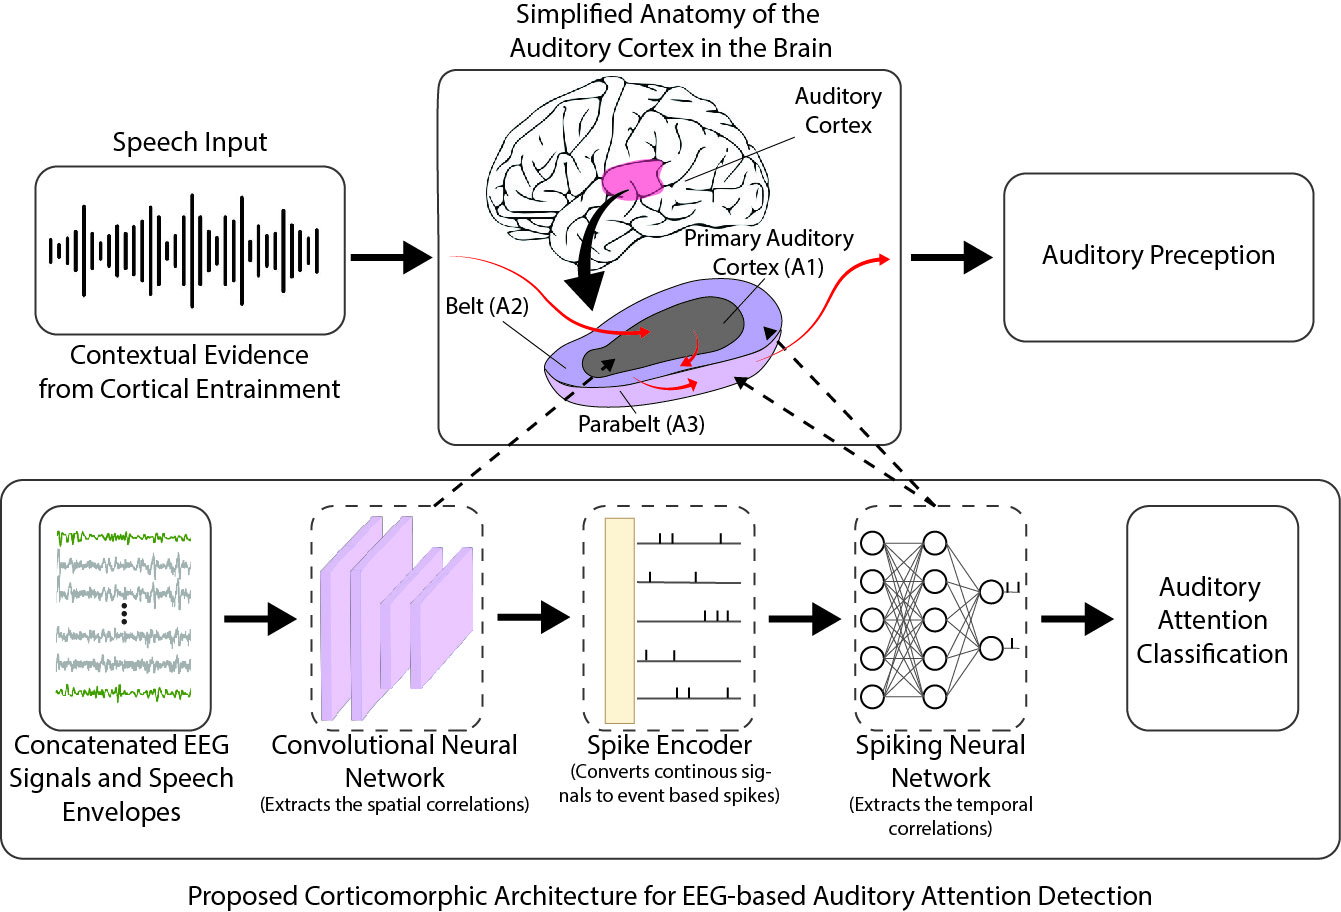 Simplified Anatomy of the
Auditory Cortex in the Brain
Speech Input
Auditory
Cortex
Primary Auditory
Cortex (A1)
Belt (A2)
Parabelt (A3)
Auditory Preception
Contextual Evidence
from Cortical Entrainment
Auditory
Attention
Classification
Concatenated EEG
Signals and Speech
Envelopes
Convolutional Neural
Network
(Extracts the spatial correlations)
Spike Encoder
(Converts continous sig-
nals to event based spikes)
Spiking Neural
Network
(Extracts the temporal
correlations)
Proposed Corticomorphic Architecture for EEG-based Auditory Attention Detection